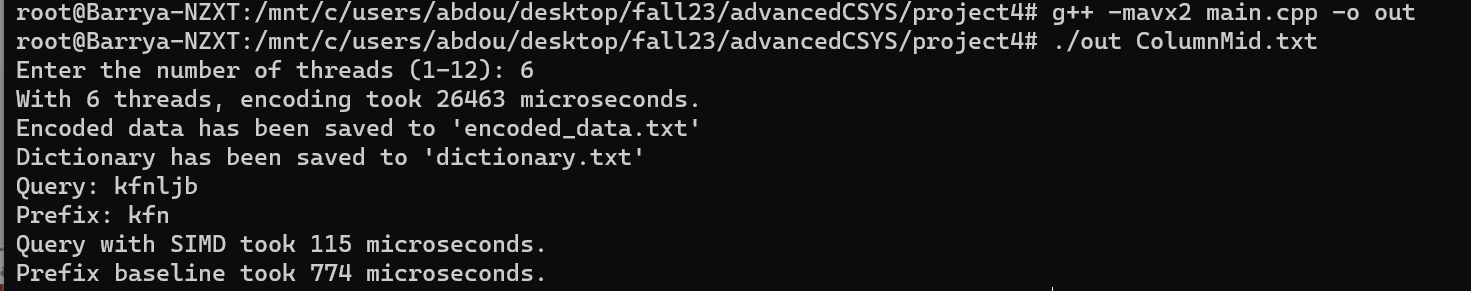 root@Barrya-NZXT:/mnt/c/users/abdou/desktop/fall23/advancedCSYS/project4# g++ -mavx2 main.cpp -o out
root@Barrya-NZXT:/mnt/c/users/abdou/desktop/fall23/advancedCSYS/project4# ./out ColumnMid.txt
Enter the number of threads (1-12): 6
With 6 threads, encoding took 26463 microseconds.
Encoded data has been saved to 'encoded_data.txt'
Dictionary has been saved to 'dictionary.txt'
Query: kfnljb
Prefix: kfn
Query with SIMD took 115 microseconds.
Prefix baseline took 774 microseconds.